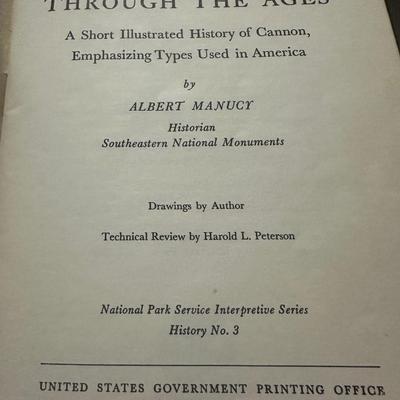 THROUGH THE AGES
A Short Illustrated History of Cannon,
Emphasizing Types Used in America
by
ALBERT MANUCY
Historian
Southeastern National Monuments
Drawings by Author
Technical Review by Harold L. Peterson
National Park Service Interpretive Series
History No. 3
UNITED STATES GOVERNMENT PRINTING OFFICE